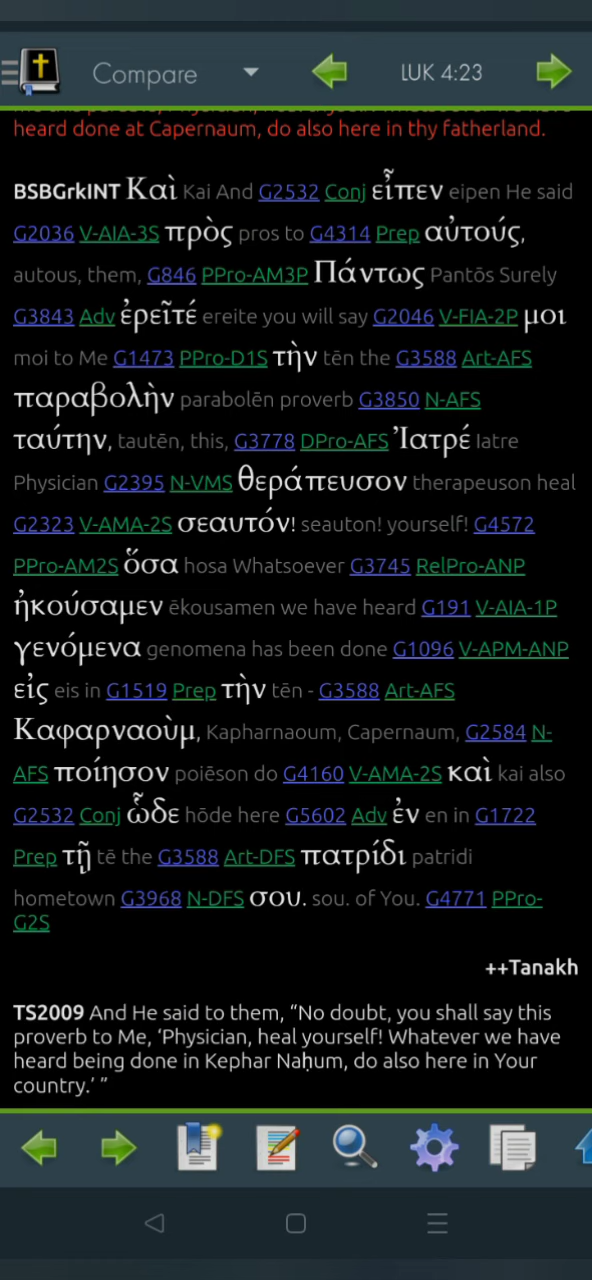 Compare LUK 4:23
heard done at Capernaum, do also here in thy fatherland.
BSBGrkINT Καὶ Kai And G2532 Conj εἶπεν eipen He said
G2036 V-AIA-3S πρὸς pros to G4314 Prep αὐτούς,
autous, them, G846 PPro-AM3P Πάντως Pantōs Surely
G3843 Adv ἐρεῖτέ ereite you will say G2046 V-FIA-2P μοι
moi to Me G1473 PPro-D1S τὴν tēn the G3588 Art-AFS
παραβολὴν parabolēn proverb G3850 N-AFS
ταύτην, tautēn, this, G3778 DPro-AFS Ἰατρέ Iatre
Physician G2395 N-VMS θεράπευσον therapeuson heal
G2323 V-AMA-2S σεαυτόν! seauton! yourself! G4572
PPro-AM2S ὅσα hosa Whatsoever G3745 RelPro-ANP
ἠκούσαμεν ēkousamen we have heard G191 V-AIA-1P
γενόμενα genomena has been done G1096 V-APM-ANP
εἰς eis in G1519 Prep τὴν tēn - G3588 Art-AFS
Καφαρναοὺμ, Kapharnaoum, Capernaum, G2584 N-
AFS ποίησον poiēson do G4160 V-AMA-2S καὶ kai also
G2532 Conj ὧδε hōde here G5602 Adv ἐν en in G1722
Prep τῇ tē the G3588 Art-DFS πατρίδι patridi
hometown G3968 N-DFS σου. sou. of You. G4771 PPro-
G2S
++Tanakh
TS2009 And He said to them, “No doubt, you shall say this
proverb to Me, ‘Physician, heal yourself! Whatever we have
heard being done in Kephar Naḥum, do also here in Your
country.’ ”